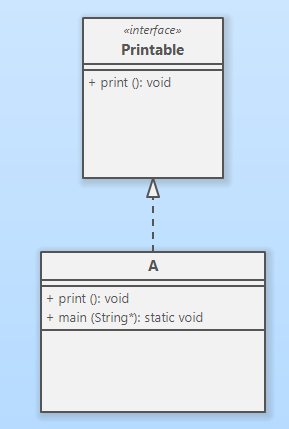 «interface»
Printable
+ print (): void
A
+ print (): void
+ main (String*): static void